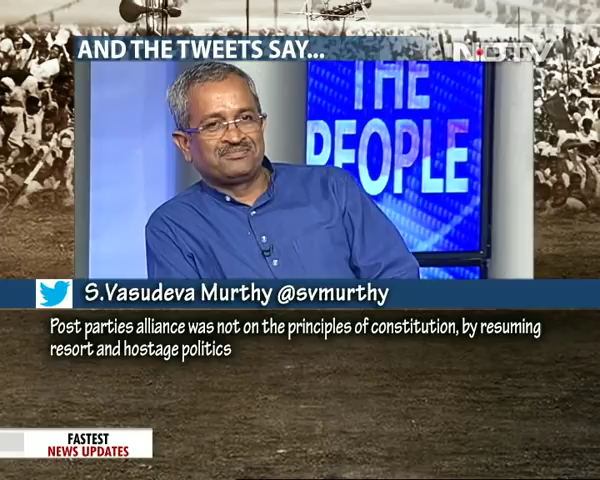 AND THE TWEETS SAY...
NDTV
THE
PEOPLE
S.Vasudeva Murthy @svmurthy
Post parties alliance was not on the principles of constitution, by resuming
resort and hostage politics
FASTEST
NEWS UPDATES